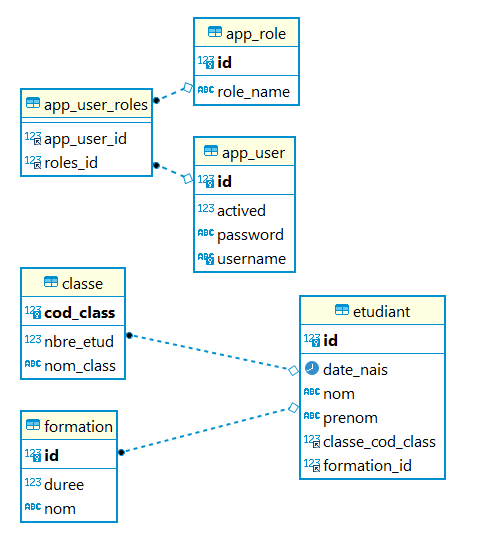 app_role
id
role_name
app_user_roles
app_user_id
roles_id
app_user
id
actived
password
username
classe
cod_class
nbre_etud
nom_class
etudiant
id
date_nais
nom
prenom
classe_cod_class
formation_id
formation
id
duree
nom